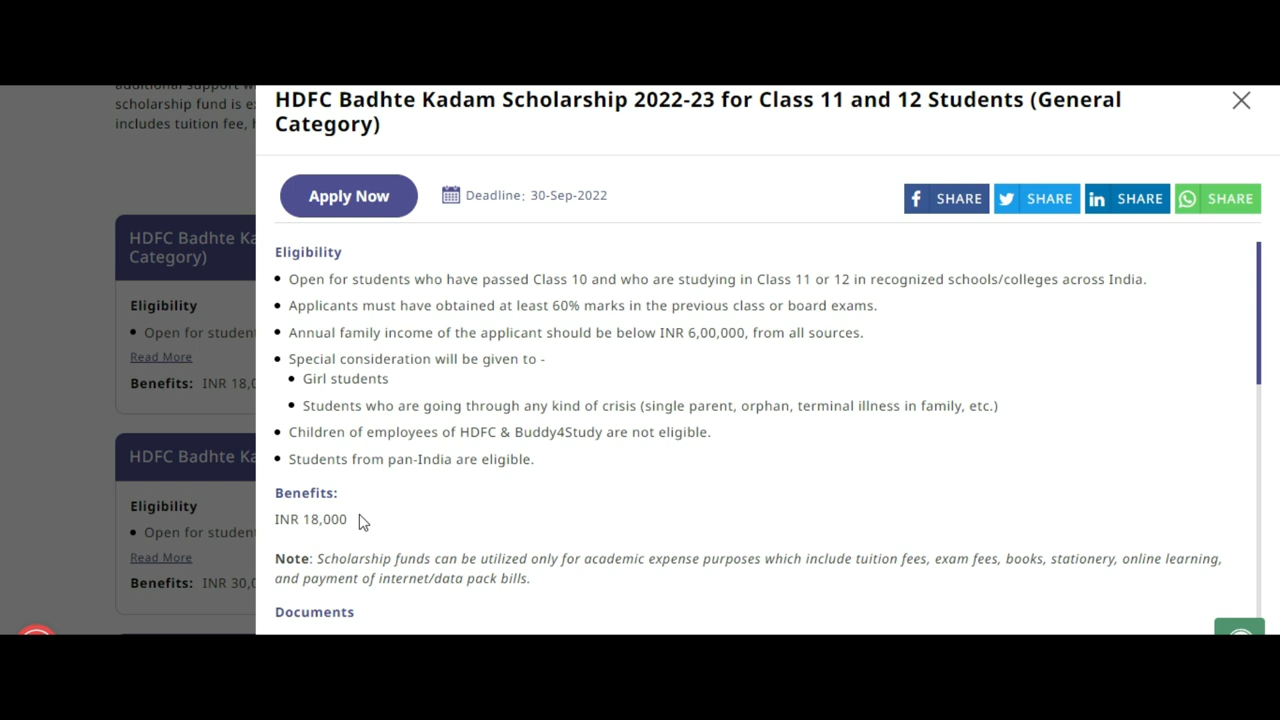 additional support w
scholarship fund is e
includes tuition fee,
HDFC Badhte Kadam Scholarship 2022-23 for Class 11 and 12 Students (General
Category)
Apply Now
Deadline: 30-Sep-2022
SHARE
SHARE
SHARE
SHARE
Eligibility
• Open for students who have passed Class 10 and who are studying in Class 11 or 12 in recognized schools/colleges across India.
• Applicants must have obtained at least 60% marks in the previous class or board exams.
• Annual family income of the applicant should be below INR 6,00,000, from all sources.
• Special consideration will be given to -
• Girl students
• Students who are going through any kind of crisis (single parent, orphan, terminal illness in family, etc.)
• Children of employees of HDFC & Buddy4Study are not eligible.
• Students from pan-India are eligible.
Benefits:
INR 18,000
Note: Scholarship funds can be utilized only for academic expense purposes which include tuition fees, exam fees, books, stationery, online learning,
and payment of internet/data pack bills.
Documents
HDFC Badhte Ka
Category)
Eligibility
• Open for studen
Read More
Benefits: INR 18,0
HDFC Badhte Ka
Eligibility
• Open for studen
Read More
Benefits: INR 30,0